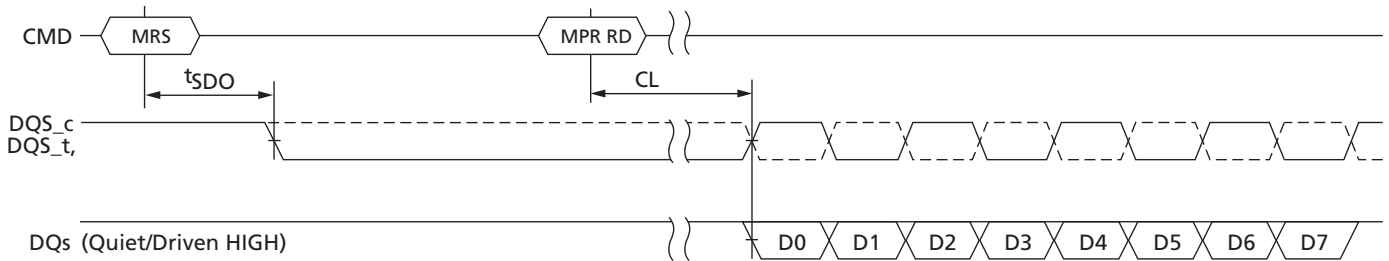 CMD MRS MPR RD
tSDO CL
DQS_c
DQS_t,
DQs (Quiet/Driven HIGH) D0 D1 D2 D3 D4 D5 D6 D7